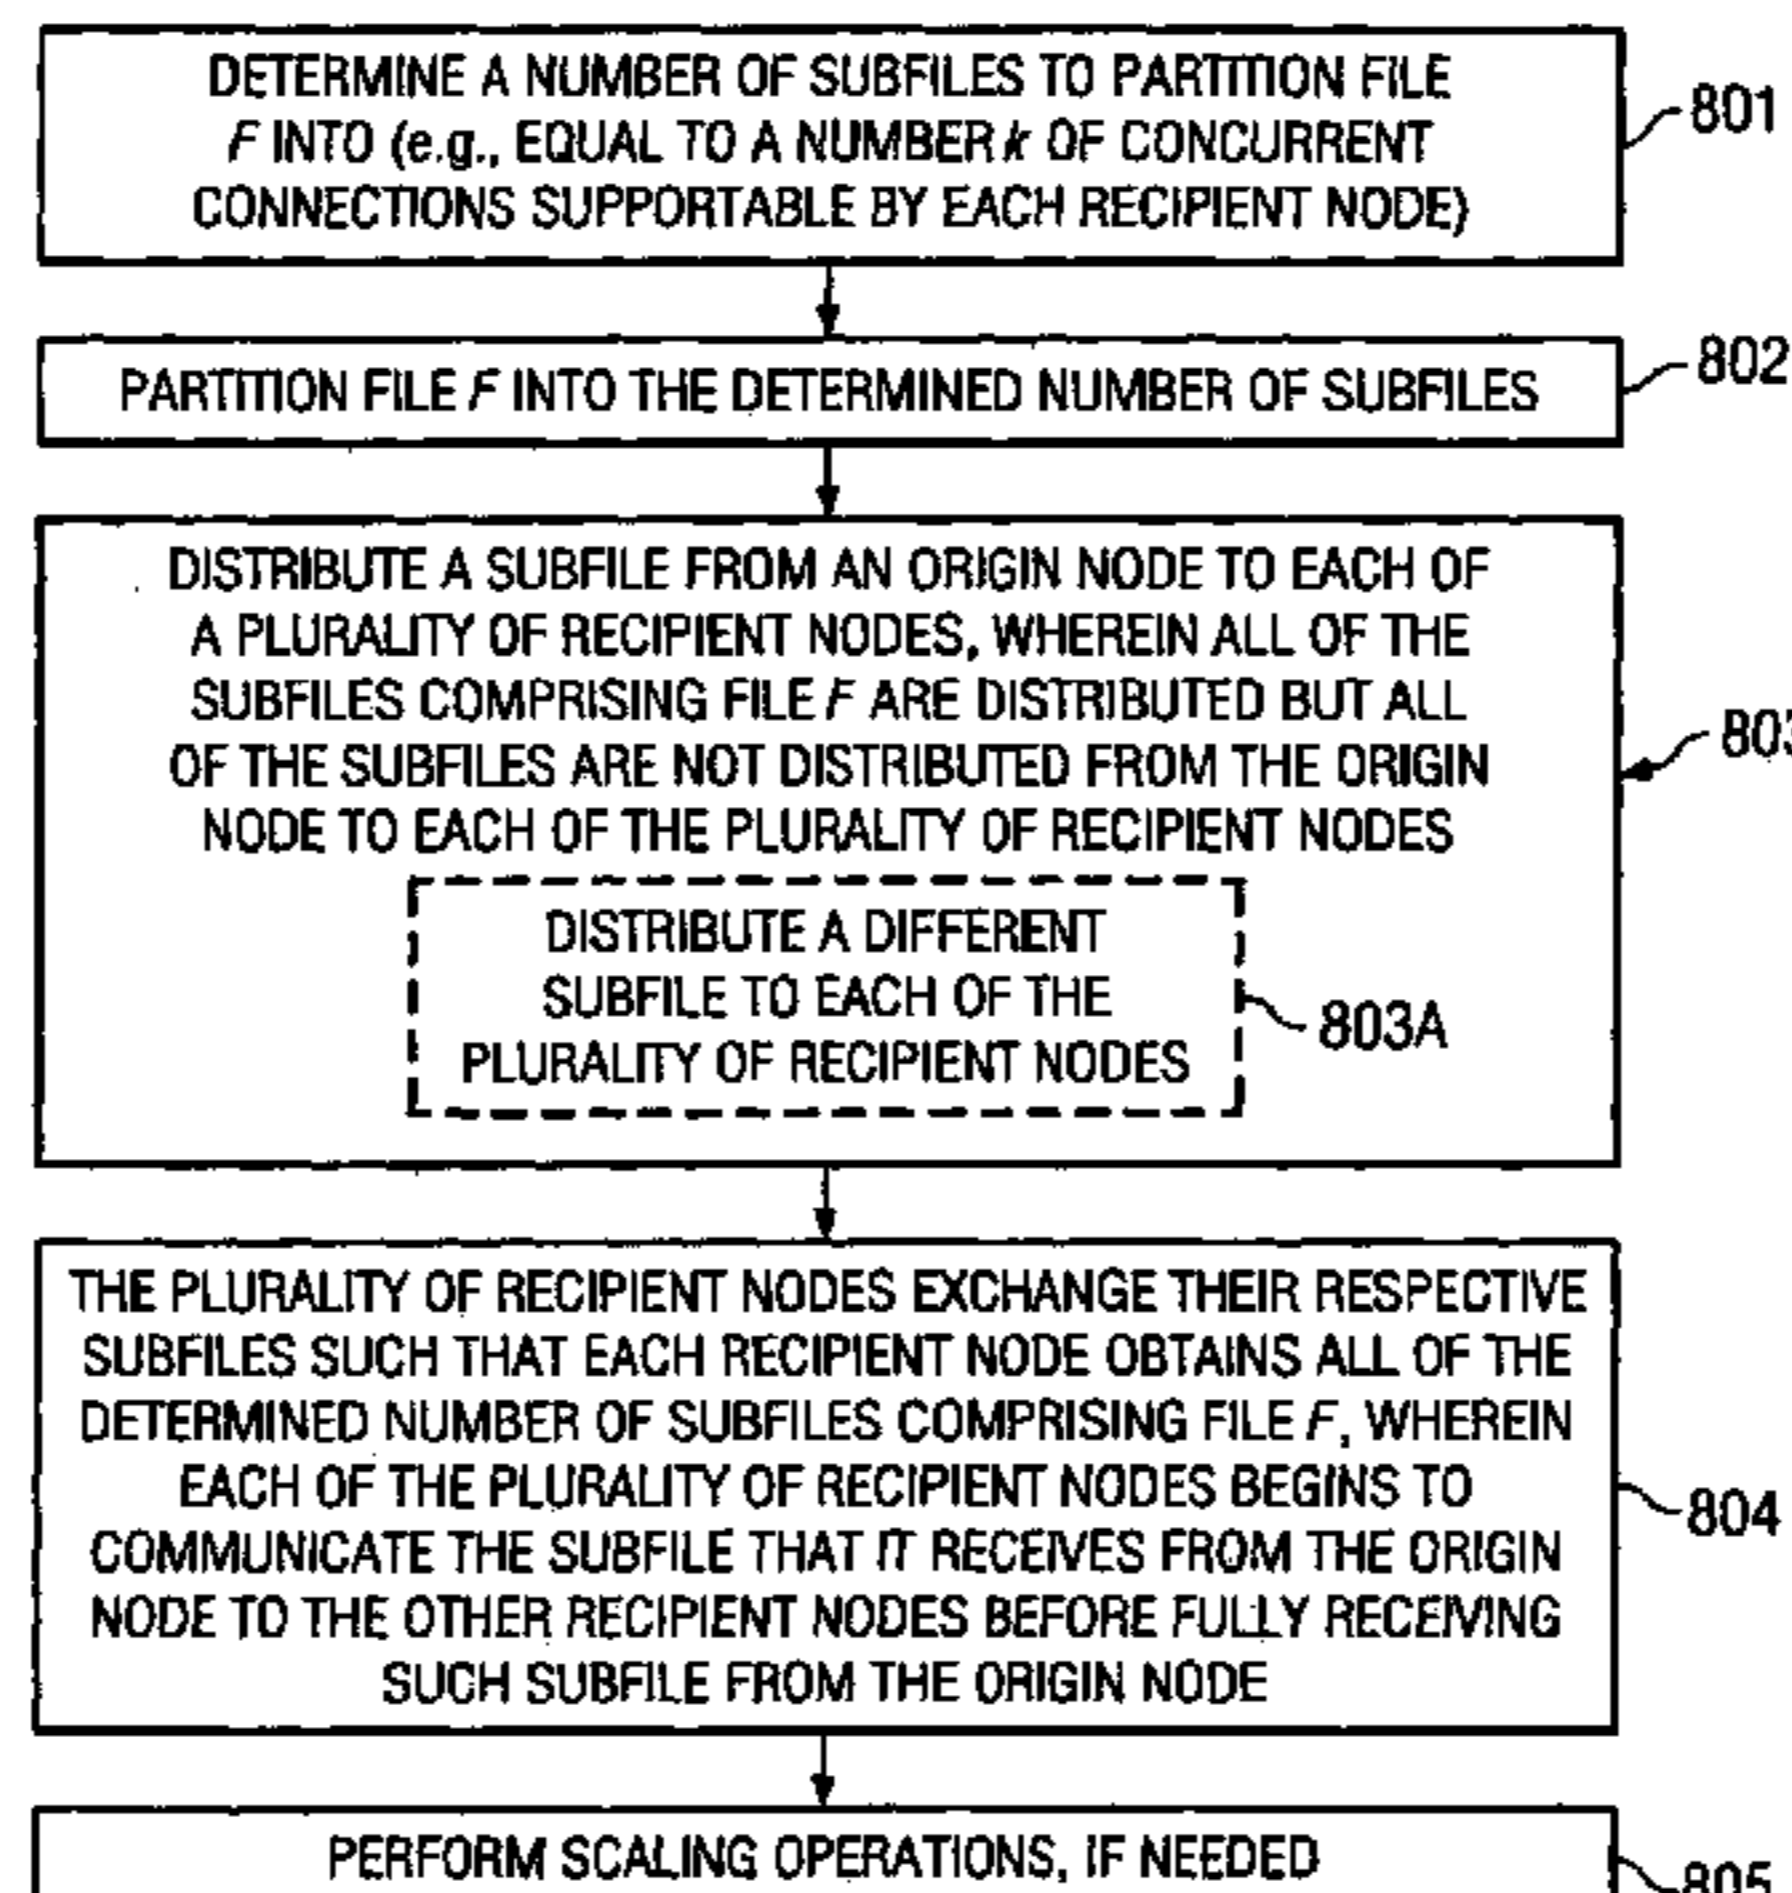 DETERMINE A NUMBER OF SUBFILES TO PARTITION FILE
F INTO (e.g., EQUAL TO A NUMBER k OF CONCURRENT
CONNECTIONS SUPPORTABLE BY EACH RECIPIENT NODE)
801
PARTITION FILE F INTO THE DETERMINED NUMBER OF SUBFILES
802
DISTRIBUTE A SUBFILE FROM AN ORIGIN NODE TO EACH OF
A PLURALITY OF RECIPIENT NODES, WHEREIN ALL OF THE
SUBFILES COMPRISING FILE F ARE DISTRIBUTED BUT ALL
OF THE SUBFILES ARE NOT DISTRIBUTED FROM THE ORIGIN
NODE TO EACH OF THE PLURALITY OF RECIPIENT NODES
803
DISTRIBUTE A DIFFERENT
SUBFILE TO EACH OF THE
PLURALITY OF RECIPIENT NODES
803A
THE PLURALITY OF RECIPIENT NODES EXCHANGE THEIR RESPECTIVE
SUBFILES SUCH THAT EACH RECIPIENT NODE OBTAINS ALL OF THE
DETERMINED NUMBER OF SUBFILES COMPRISING FILE F, WHEREIN
EACH OF THE PLURALITY OF RECIPIENT NODES BEGINS TO
COMMUNICATE THE SUBFILE THAT IT RECEIVES FROM THE ORIGIN
NODE TO THE OTHER RECIPIENT NODES BEFORE FULLY RECEIVING
SUCH SUBFILE FROM THE ORIGIN NODE
804
PERFORM SCALING OPERATIONS, IF NEEDED
805